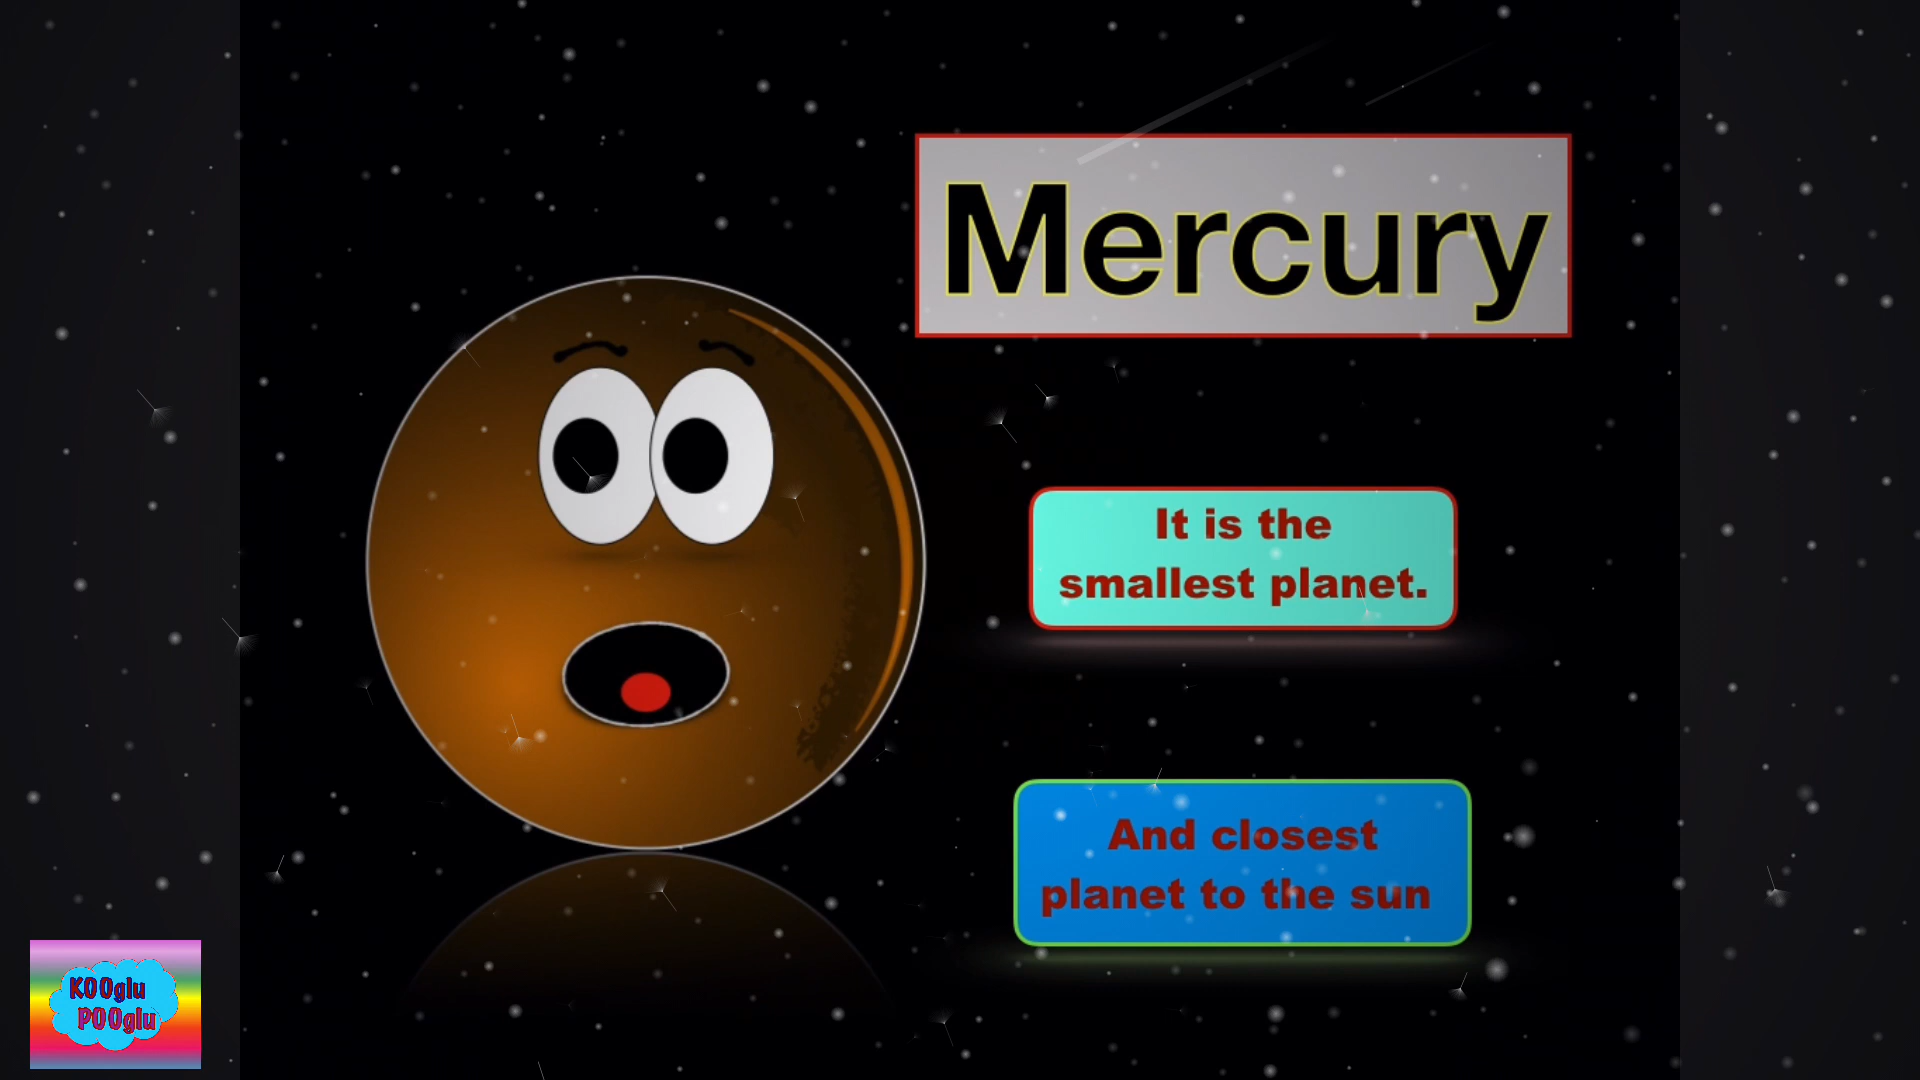 Mercury
It is the
smallest planet.
And closest
planet to the sun
KOOglu
POOglu